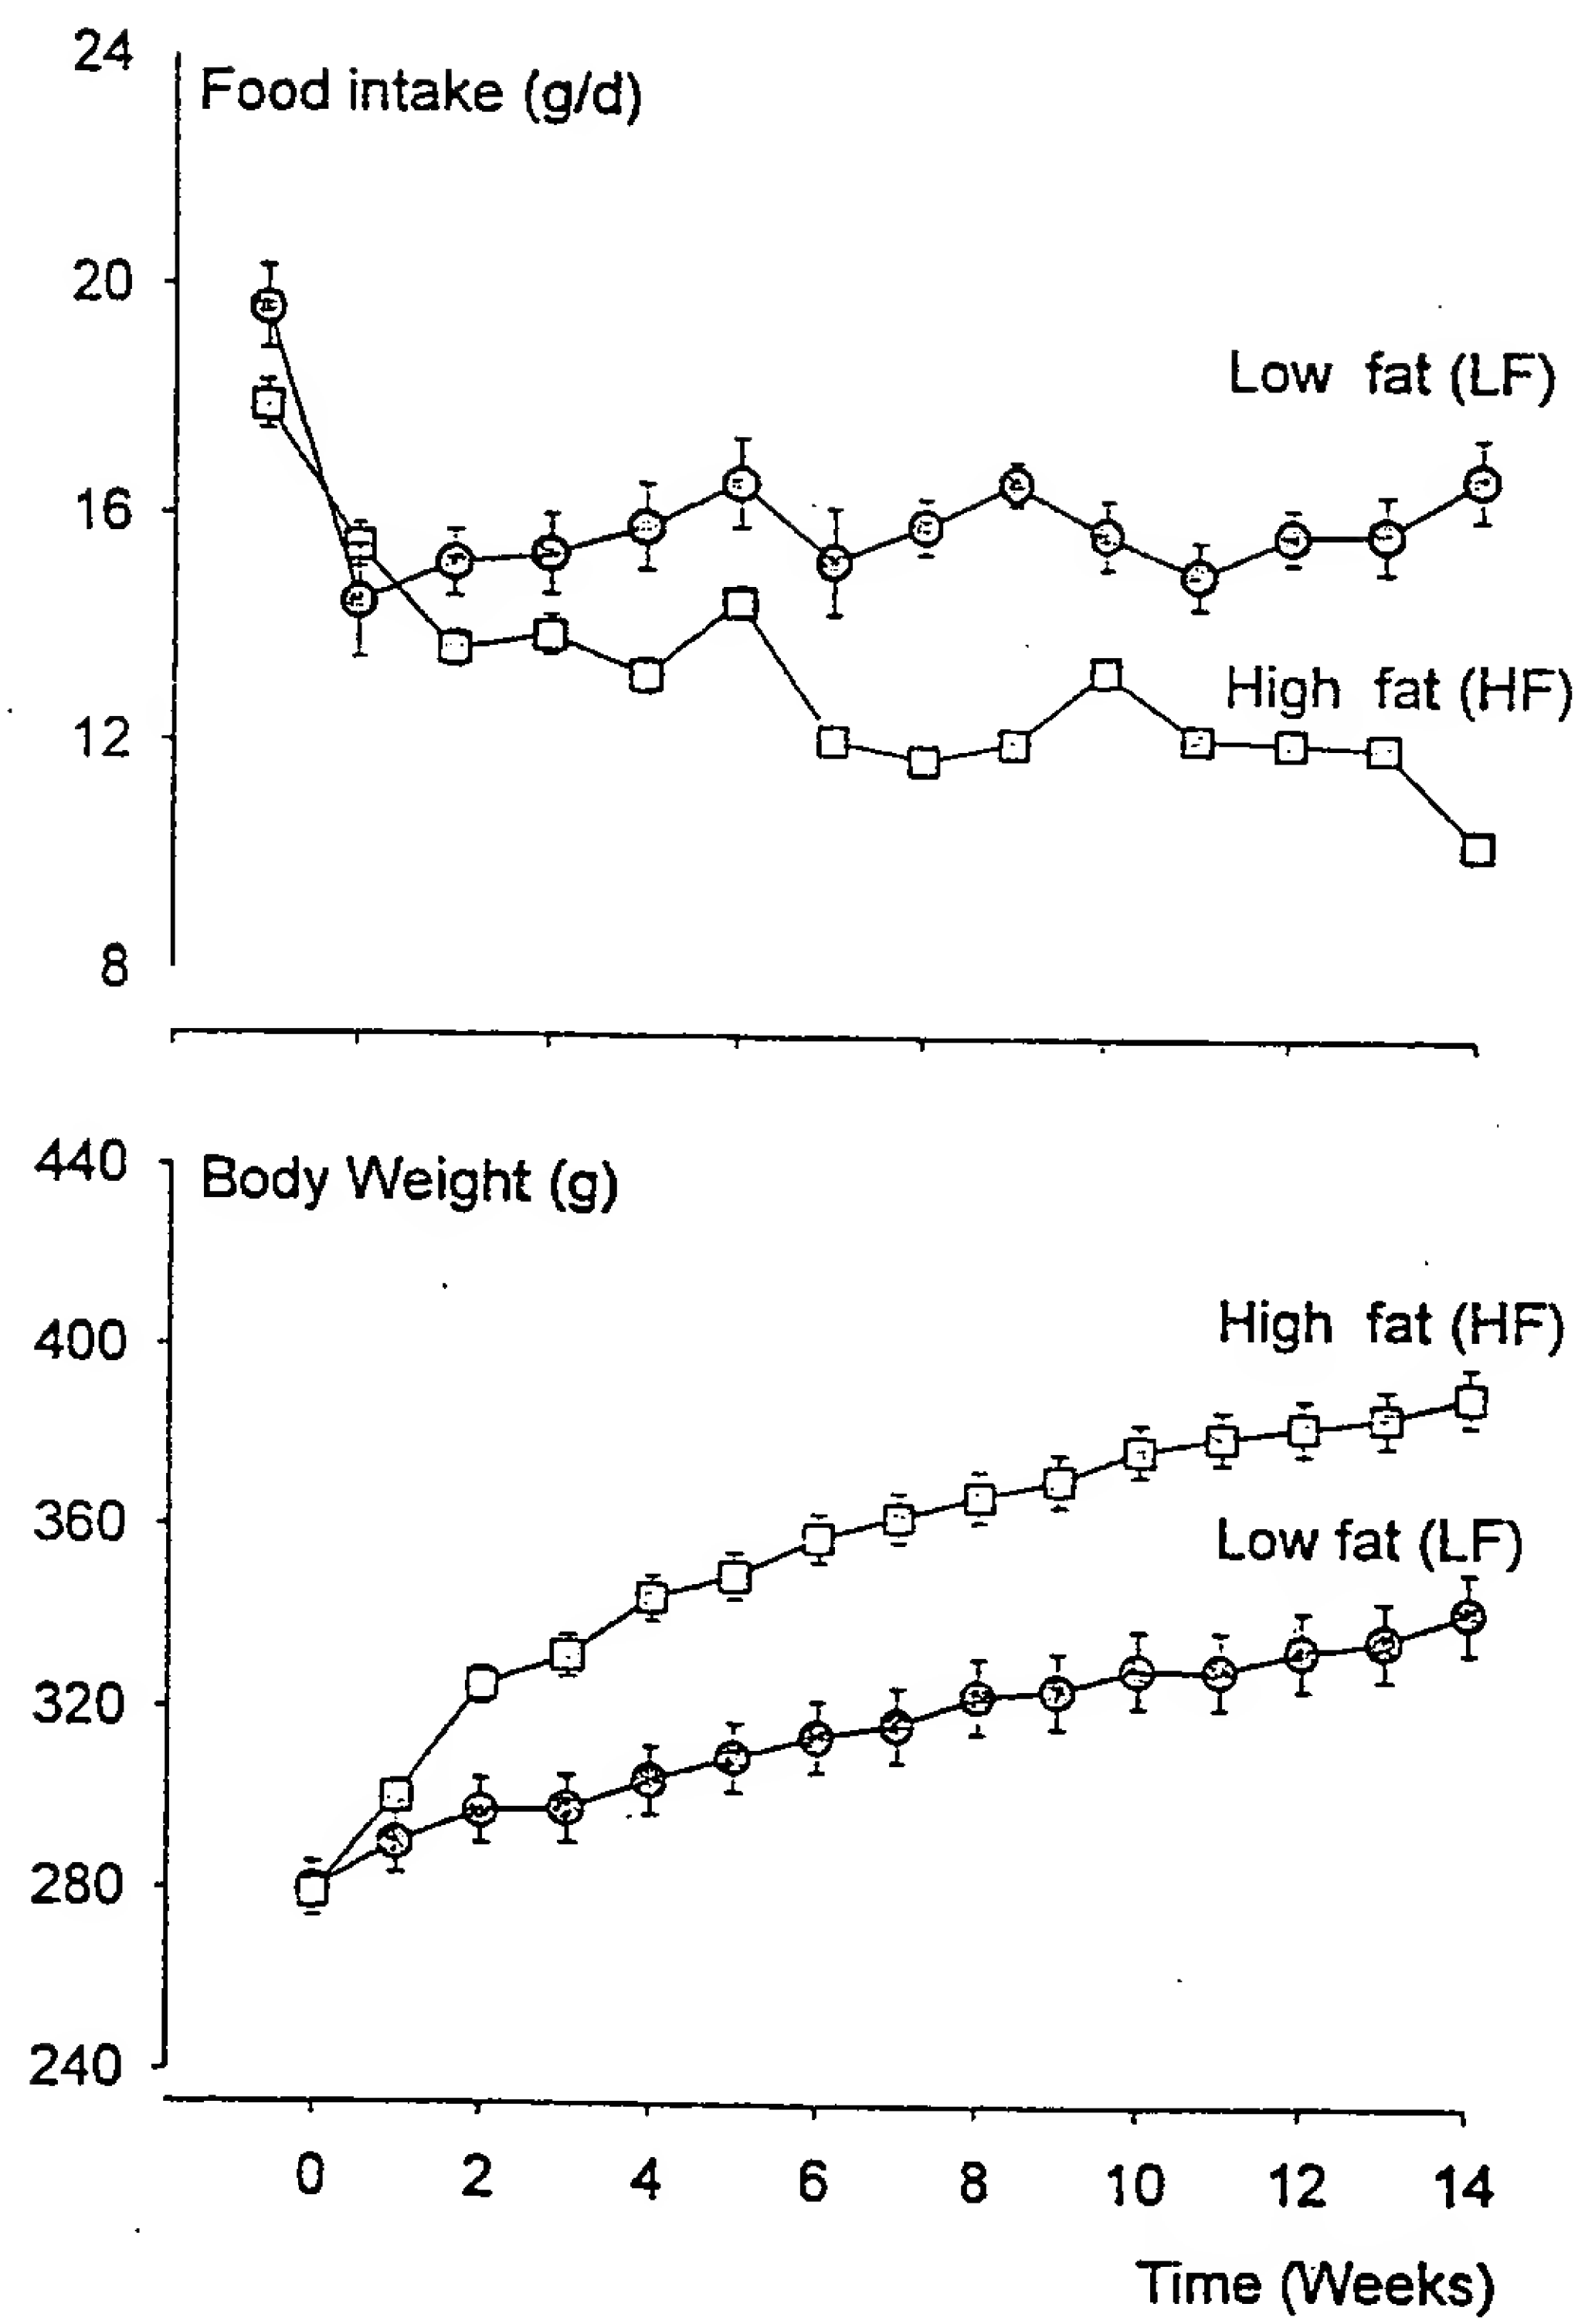 24
Food intake (g/d)
20
Low fat (LF)
16
High fat (HF)
12
8
440
Body Weight (g)
400
High fat (HF)
360
Low fat (LF)
320
280
240
0 2 4 6 8 10 12 14
Time (Weeks)